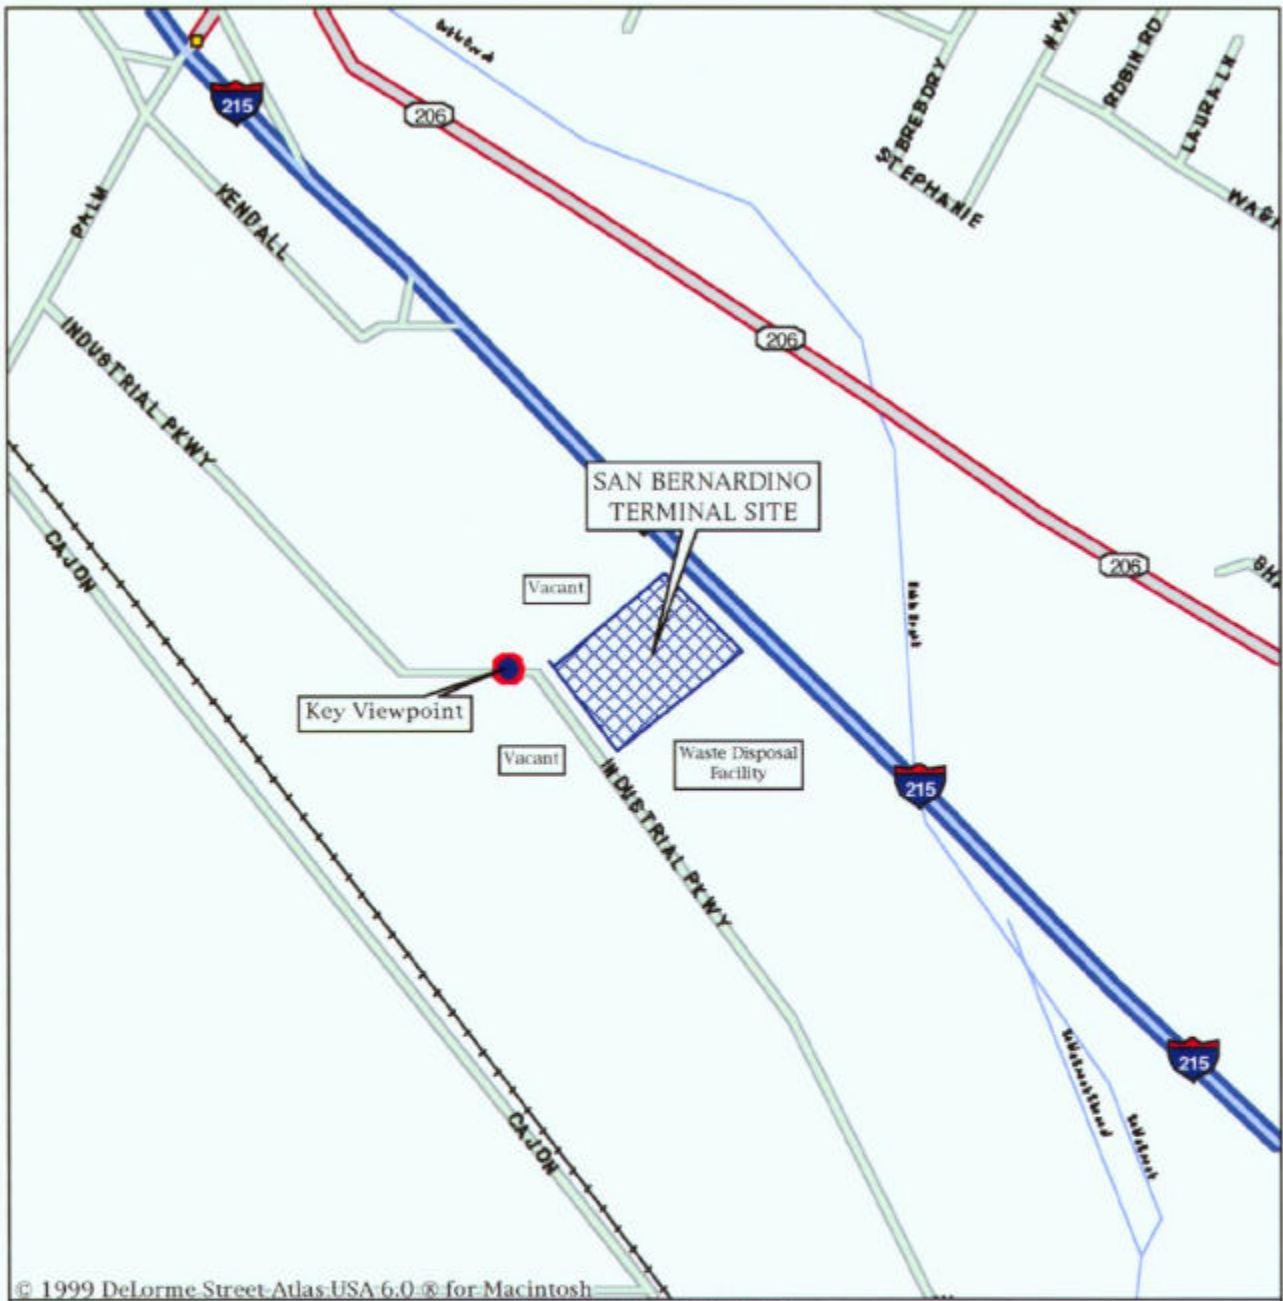 N W
ROBIN RD
LAURA LN
215
206
STEPHANIE
PALM
KENDALL
INDUSTRIAL PKWY
206
SAN BERNARDINO
TERMINAL SITE
CAJON
206
Vacant
Key Viewpoint
Vacant
Waste Disposal
Facility
215
INDUSTRIAL PKWY
215
CAJON
© 1999 DeLorme Street Atlas USA 6.0 ® for Macintosh